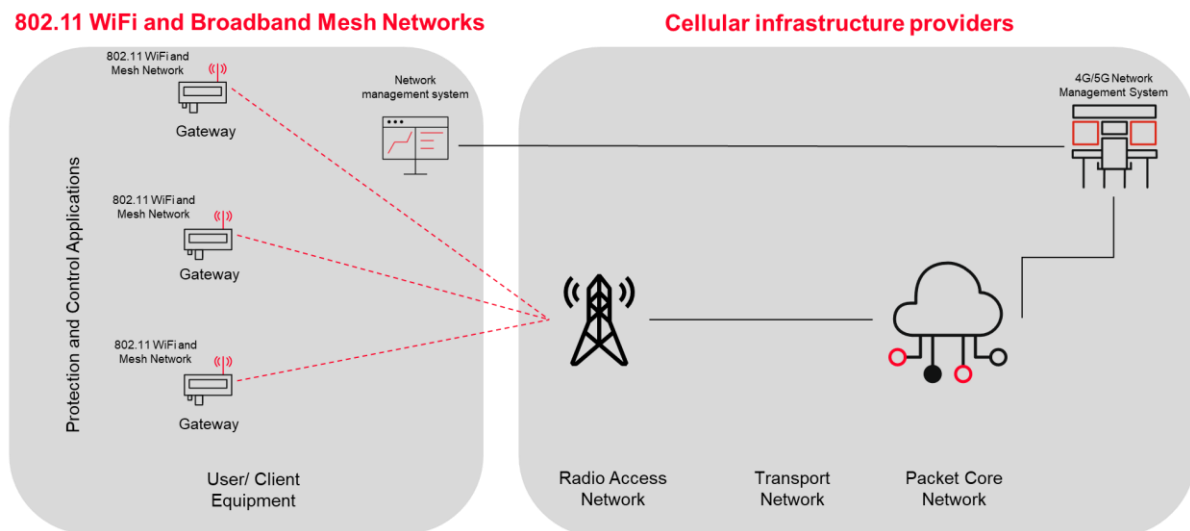 802.11 WiFi and Broadband Mesh Networks
Cellular infrastructure providers
802.11 WiFi and
Mesh Network
Gateway
Network
management system
4G/5G Network
Management System
Protection and Control Applications
802.11 WiFi and
Mesh Network
Gateway
802.11 WiFi and
Mesh Network
Gateway
User/ Client
Equipment
Radio Access
Network
Transport
Network
Packet Core
Network